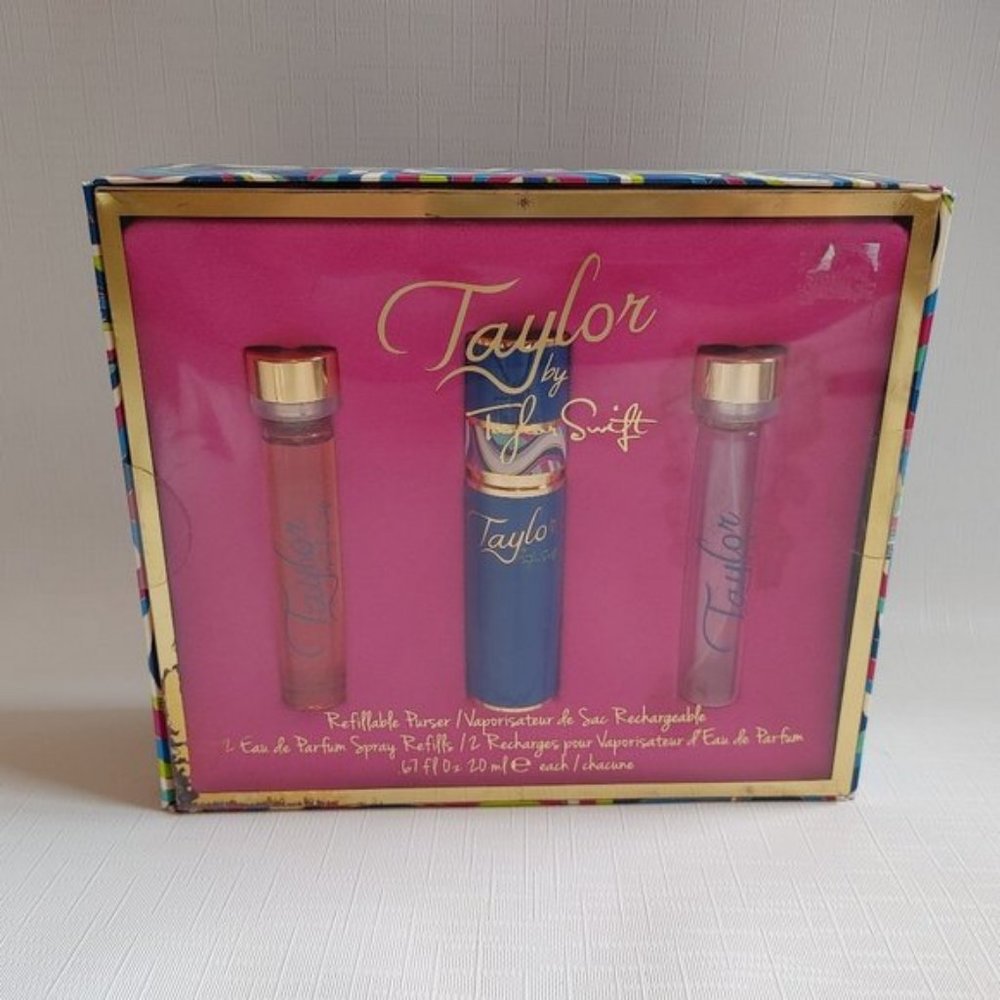 Taylor
by
Taylor Swift
Taylor
Taylor
Taylor
Refillable Purser / Vaporisateur de Sac Rechargeable
2 Eau de Parfum Spray Refills / 2 Recharges pour Vaporisateur d'Eau de Parfum
.67 fl Oz 20 ml ℮ each / chacune